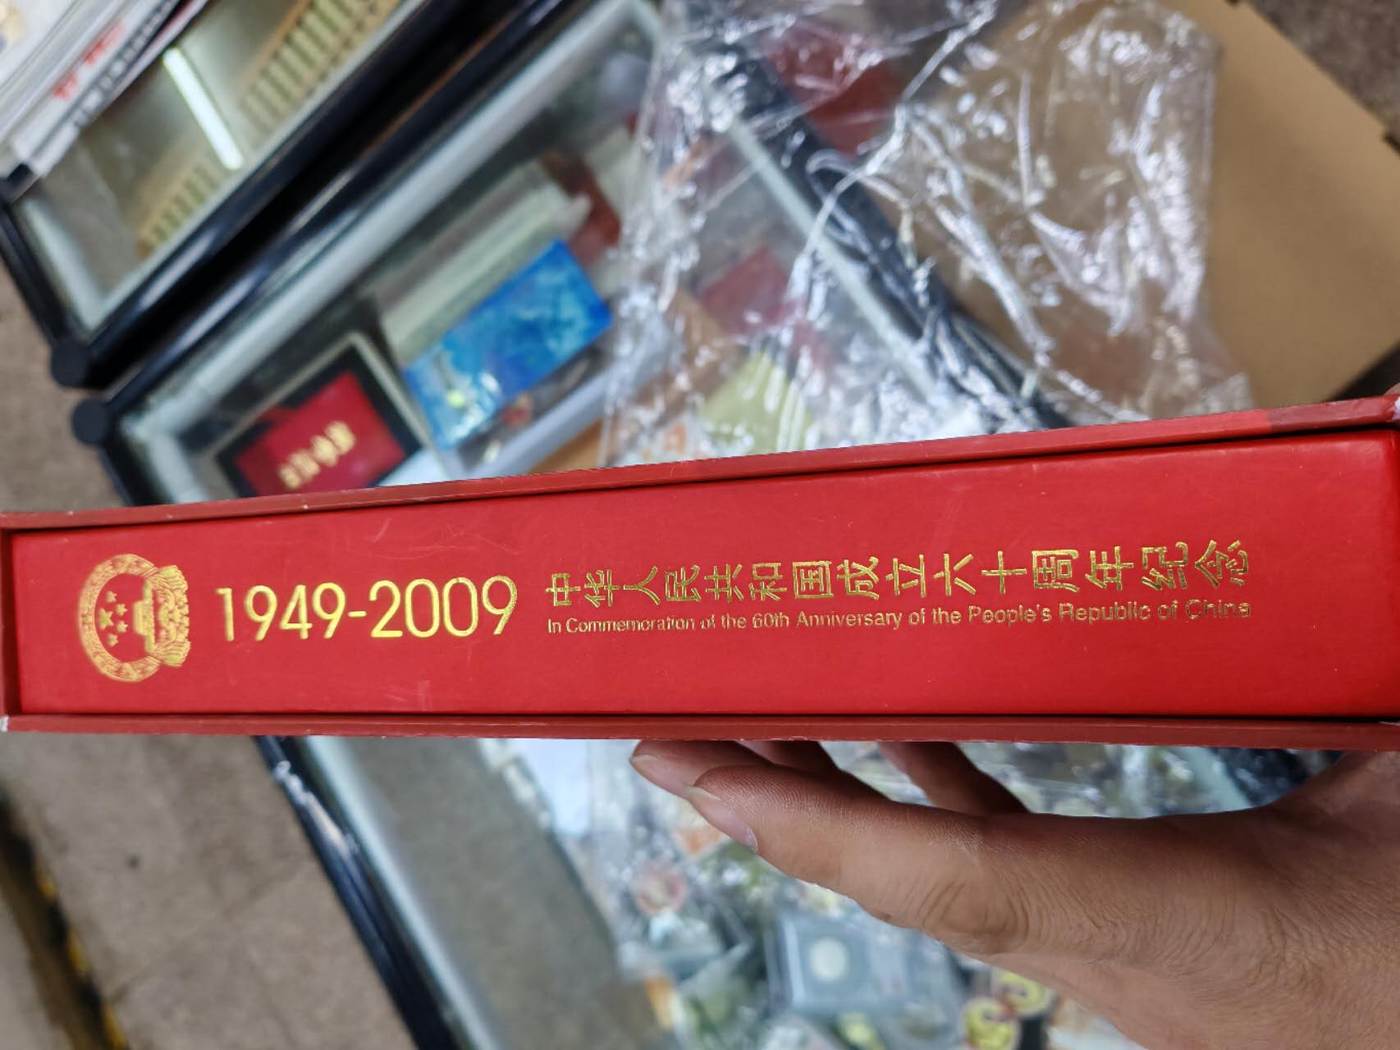 1949-2009
中华人民共和国成立六十周年纪念
In Commemoration of the 60th Anniversary of the People's Republic of China